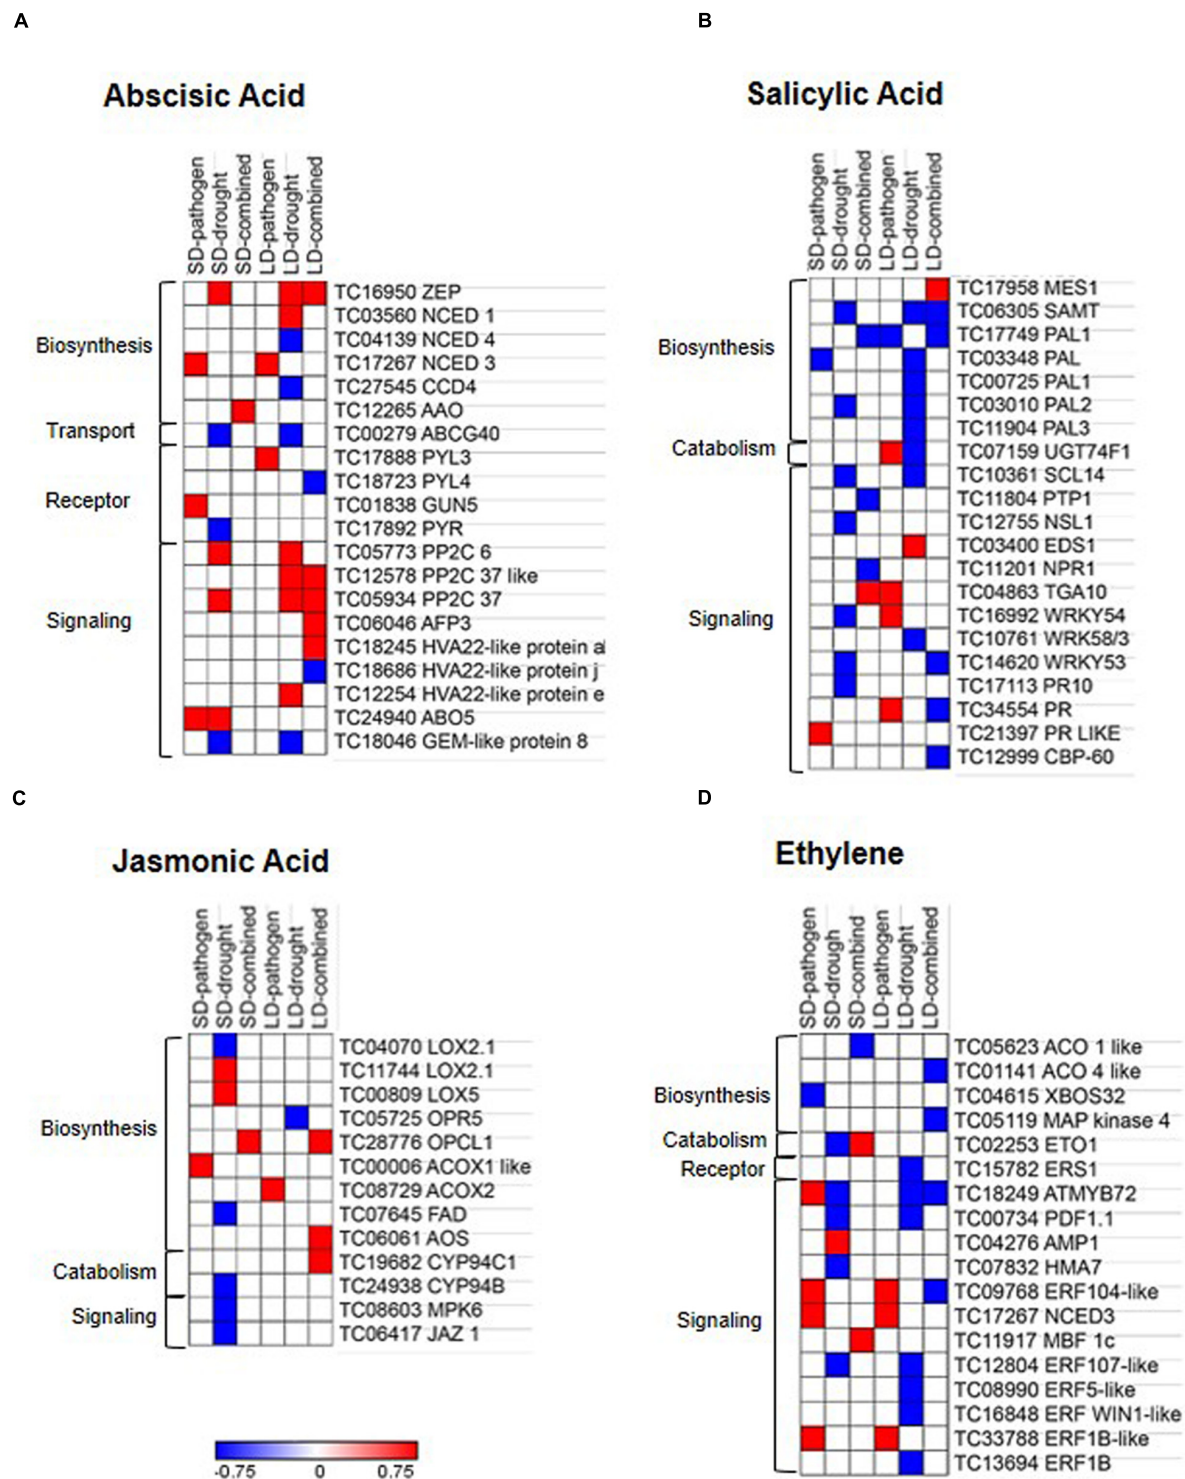 A
Abscisic Acid
SD-pathogen
SD-drought
SD-combined
LD-pathogen
LD-drought
LD-combined
Biosynthesis
Transport
Receptor
Signaling
TC16950 ZEP
TC03560 NCED 1
TC04139 NCED 4
TC17267 NCED 3
TC27545 CCD4
TC12265 AAO
TC00279 ABCG40
TC17888 PYL3
TC18723 PYL4
TC01838 GUN5
TC17892 PYR
TC05773 PP2C 6
TC12578 PP2C 37 like
TC05934 PP2C 37
TC06046 AFP3
TC18245 HVA22-like protein a
TC18686 HVA22-like protein j
TC12254 HVA22-like protein e
TC24940 ABO5
TC18046 GEM-like protein 8
B
Salicylic Acid
SD-pathogen
SD-drought
SD-combined
LD-pathogen
LD-drought
LD-combined
Biosynthesis
Catabolism
Signaling
TC17958 MES1
TC06305 SAMT
TC17749 PAL1
TC03348 PAL
TC00725 PAL1
TC03010 PAL2
TC11904 PAL3
TC07159 UGT74F1
TC10361 SCL14
TC11804 PTP1
TC12755 NSL1
TC03400 EDS1
TC11201 NPR1
TC04863 TGA10
TC16992 WRKY54
TC10761 WRK58/3
TC14620 WRKY53
TC17113 PR10
TC34554 PR
TC21397 PR LIKE
TC12999 CBP-60
C
Jasmonic Acid
SD-pathogen
SD-drought
SD-combined
LD-pathogen
LD-drought
LD-combined
Biosynthesis
Catabolism
Signaling
TC04070 LOX2.1
TC11744 LOX2.1
TC00809 LOX5
TC05725 OPR5
TC28776 OPCL1
TC00006 ACOX1 like
TC08729 ACOX2
TC07645 FAD
TC06061 AOS
TC19682 CYP94C1
TC24938 CYP94B
TC08603 MPK6
TC06417 JAZ 1
-0.75 0 0.75
D
Ethylene
SD-pathogen
SD-drough
SD-combind
LD-pathogen
LD-drought
LD-combined
Biosynthesis
Catabolism
Receptor
Signaling
TC05623 ACO 1 like
TC01141 ACO 4 like
TC04615 XBOS32
TC05119 MAP kinase 4
TC02253 ETO1
TC15782 ERS1
TC18249 ATMYB72
TC00734 PDF1.1
TC04276 AMP1
TC07832 HMA7
TC09768 ERF104-like
TC17267 NCED3
TC11917 MBF 1c
TC12804 ERF107-like
TC08990 ERF5-like
TC16848 ERF WIN1-like
TC33788 ERF1B-like
TC13694 ERF1B